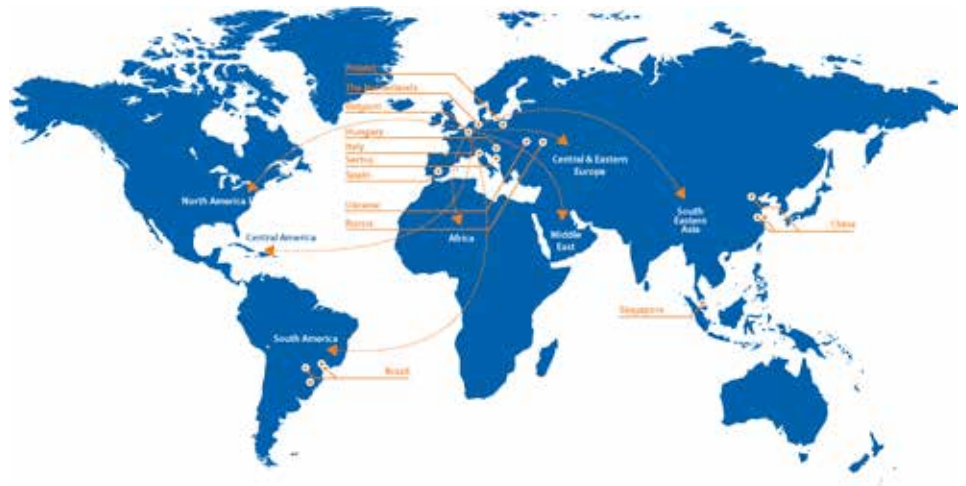 Poland
The Netherlands
Belgium
Hungary
Italy
Serbia
Spain
Ukraine
Russia
Central & Eastern
Europe
North America
Central America
Africa
Middle
East
South
Eastern
Asia
China
Singapore
South America
Brazil